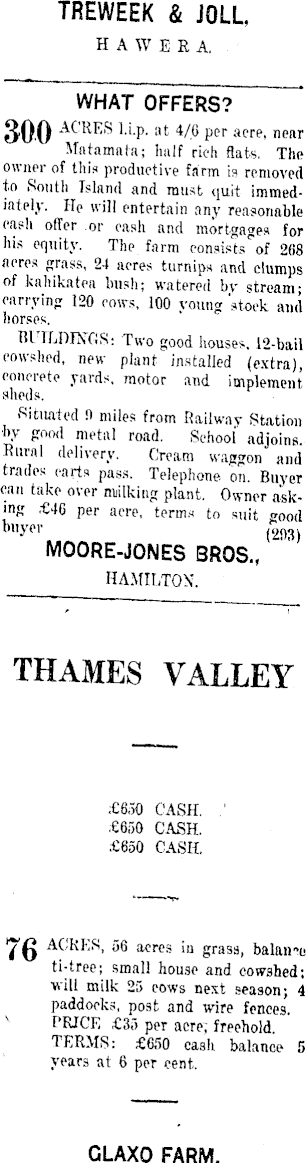 TREWEEK & JOLL,
HAWERA.
WHAT OFFERS?
300 ACRES l.i.p. at 4/6 per acre, near
Matamata; half rich flats. The
owner of this productive farm is removed
to South Island and must quit immed-
iately. He will entertain any reasonable
cash offer or cash and mortgages for
his equity. The farm consists of 268
acres grass, 24 acres turnips and clumps
of kahikatea bush; watered by stream;
carrying 120 cows, 100 young stock and
horses.
BUILDINGS: Two good houses, 12-bail
cowshed, new plant installed (extra),
concrete yards, motor and implement
sheds.
Situated 9 miles from Railway Station
by good metal road. School adjoins.
Rural delivery. Cream waggon and
trades carts pass. Telephone on. Buyer
can take over milking plant. Owner ask-
ing £46 per acre, terms to suit good
buyer (293)
MOORE-JONES BROS.,
HAMILTON.
THAMES VALLEY
£650 CASH.
£650 CASH.
£650 CASH.
76 ACRES, 56 acres in grass, balance
ti-tree; small house and cowshed;
will milk 25 cows next season; 4
paddocks, post and wire fences.
PRICE £35 per acre, freehold.
TERMS: £650 cash balance 5
years at 6 per cent.
GLAXO FARM.